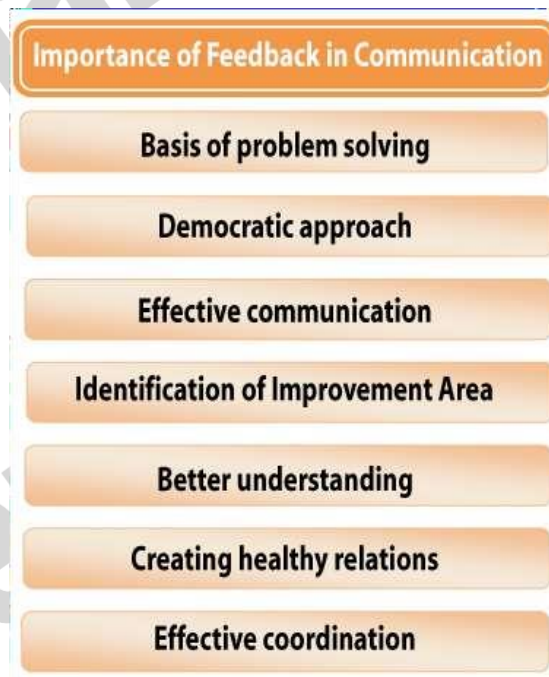 Importance of Feedback in Communication
Basis of problem solving
Democratic approach
Effective communication
Identification of Improvement Area
Better understanding
Creating healthy relations
Effective coordination